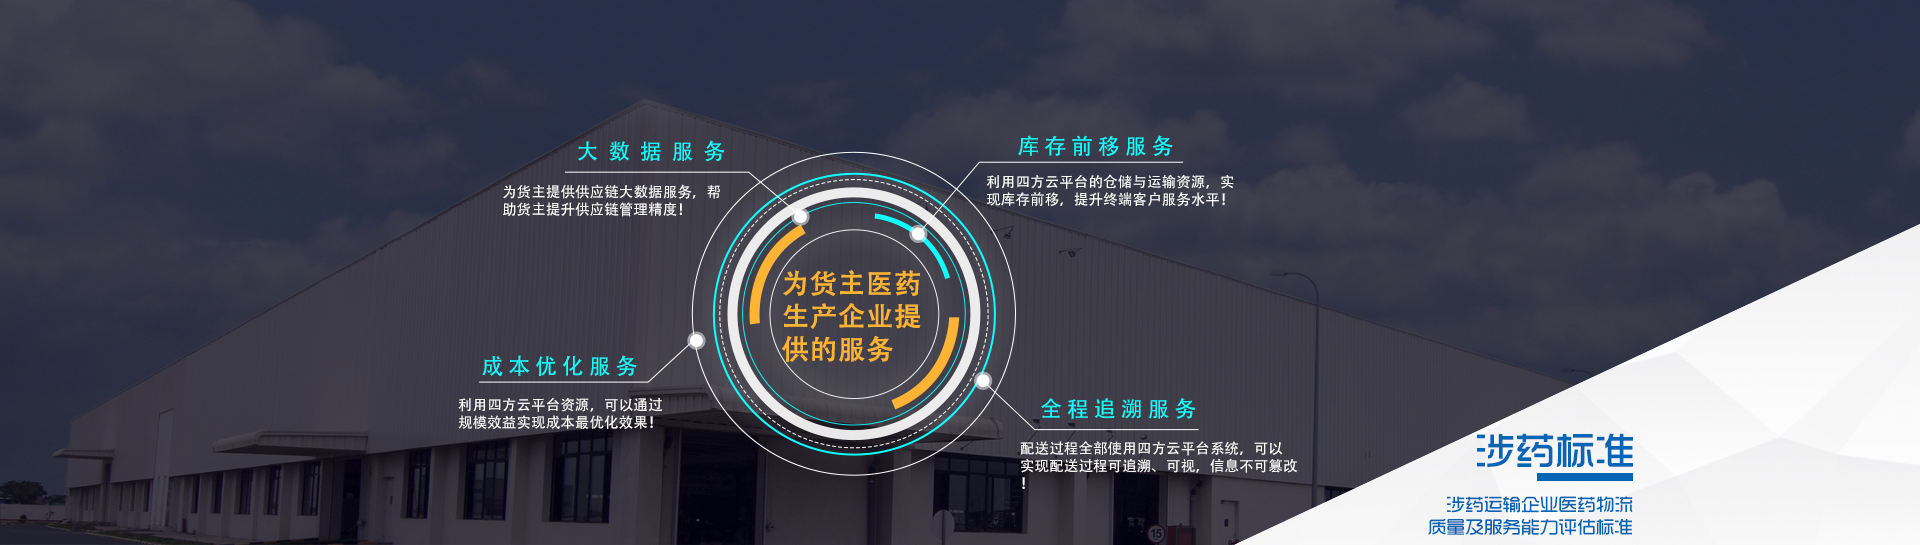 大数据服务
为货主提供供应链大数据服务，帮
助货主提升供应链管理精度！
库存前移服务
利用四方云平台的仓储与运输资源，实
现库存前移，提升终端客户服务水平！
为货主医药
生产企业提
供的服务
成本优化服务
利用四方云平台资源，可以通过
规模效益实现成本最优化效果！
全程追溯服务
配送过程全部使用四方云平台系统，可以
实现配送过程可追溯、可视，信息不可篡改
！
15
涉药标准
涉药运输企业医药物流
质量及服务能力评估标准